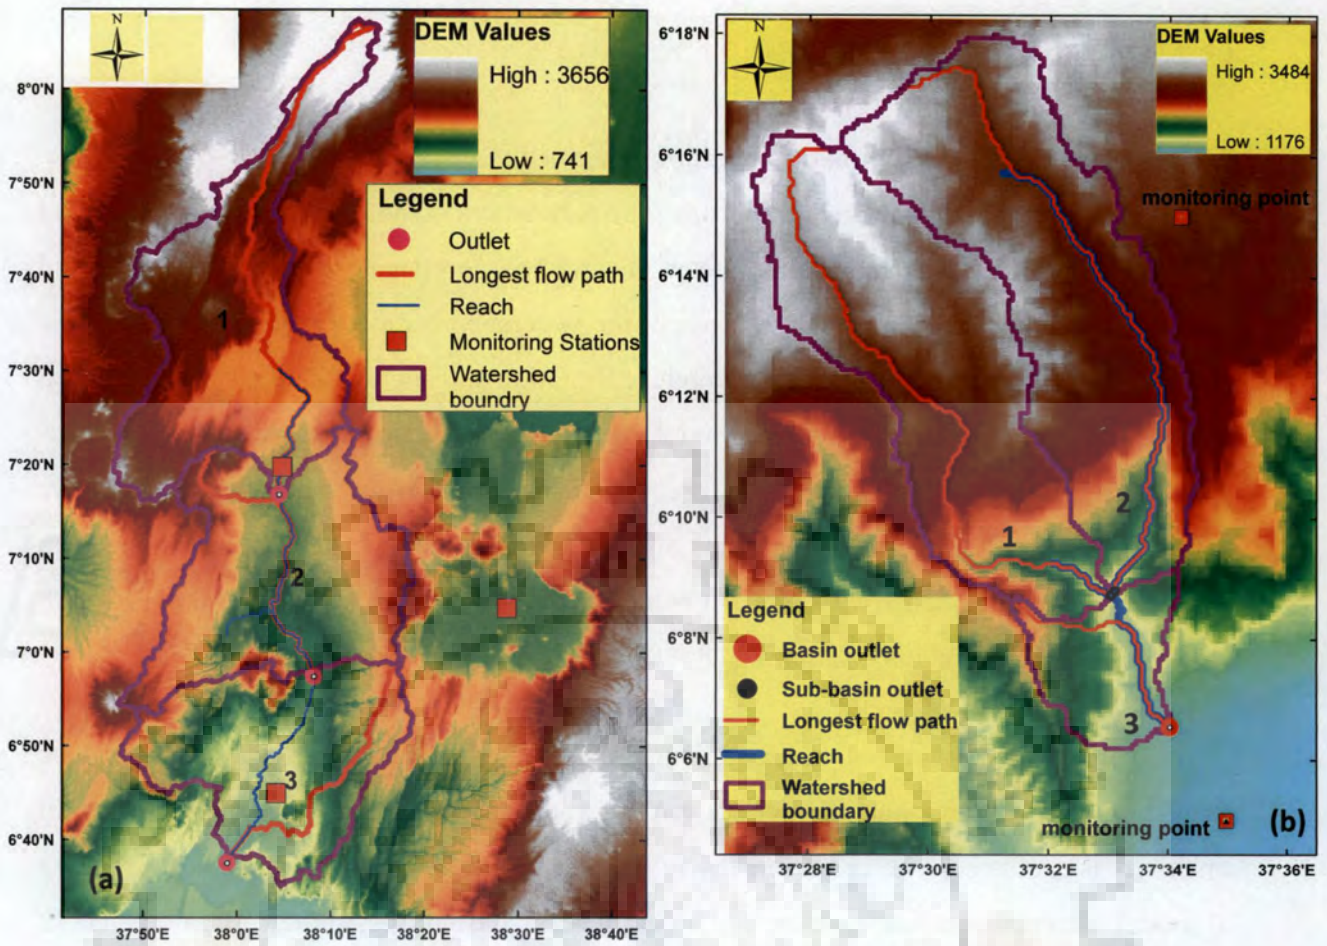 N
DEM Values
High : 3656
Low : 741
Legend
Outlet
Longest flow path
Reach
Monitoring Stations
Watershed
boundry
8°0'N
7°50'N
7°40'N
7°30'N
7°20'N
7°10'N
7°0'N
6°50'N
6°40'N
1
2
3
(a)
37°50'E
38°0'E
38°10'E
38°20'E
38°30'E
38°40'E
N
DEM Values
High : 3484
Low : 1176
monitoring point
6°18'N
6°16'N
6°14'N
6°12'N
6°10'N
6°8'N
6°6'N
2
1
3
Legend
Basin outlet
Sub-basin outlet
Longest flow path
Reach
Watershed
boundary
monitoring point
(b)
37°28'E
37°30'E
37°32'E
37°34'E
37°36'E